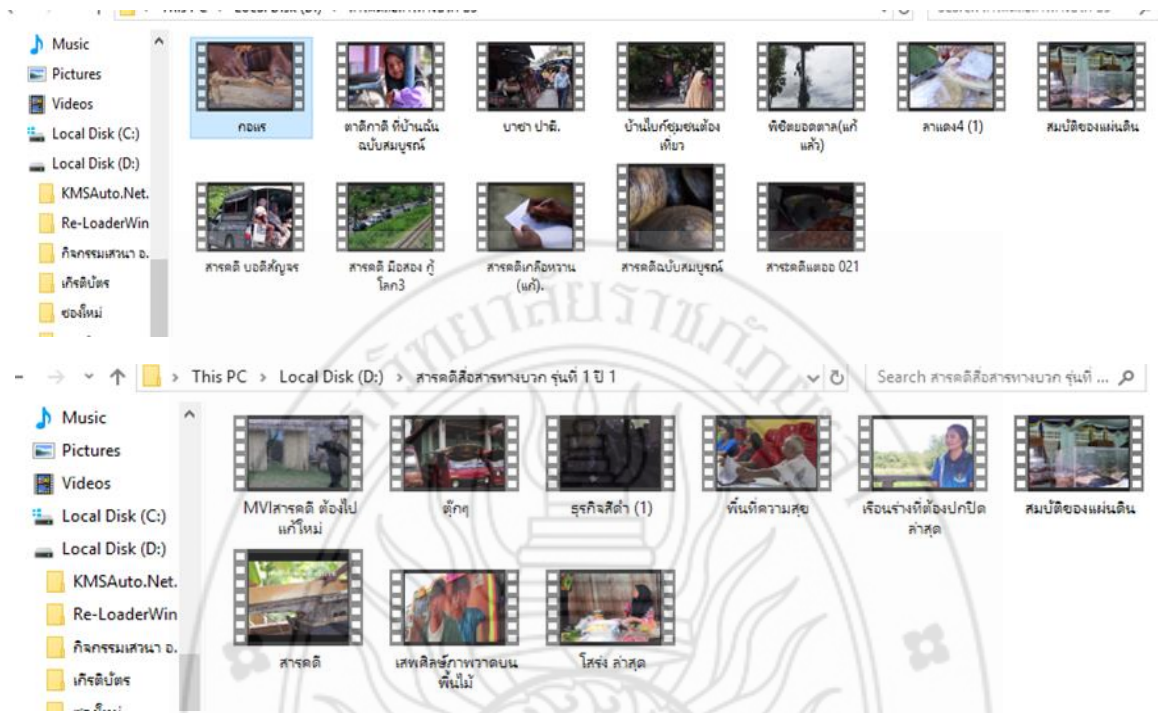 Music
Pictures
Videos
Local Disk (C:)
Local Disk (D:)
KMSAuto.Net.
Re-LoaderWin
กิจกรรมเสวนา อ.
เกียรติบัตร
ซองใหม่
กอแร
ตาดีกาดี ที่บ้านฉัน
ฉบับสมบูรณ์
บาซา ปาตี.
บ้านไบก์ชุมชนต้อง
เที่ยว
พิชิตยอดตาล(แก้
แล้ว)
ลาแดง4 (1)
สมบัติของแผ่นดิน
สารคดี บอดีสัญจร
สารคดี มือสอง กู้
โลก3
สารคดีเกลือหวาน
(แก้).
สารคดีฉบับสมบูรณ์
สาระคดีแตออ 021
This PC > Local Disk (D:) > สารคดีสื่อสารทางบวก รุ่นที่ 1 ปี 1
Search สารคดีสื่อสารทางบวก รุ่นที่ ...
Music
Pictures
Videos
Local Disk (C:)
Local Disk (D:)
KMSAuto.Net.
Re-LoaderWin
กิจกรรมเสวนา อ.
เกียรติบัตร
MVIสารคดี ต้องไป
แก้ใหม่
ตุ๊กๆ
ธุรกิจสีดำ (1)
พื้นที่ความสุข
เรือนร่างที่ต้องปกปิด
ล่าสุด
สมบัติของแผ่นดิน
สารคดี
เสพศิลษ์ภาพวาดบน
พื้นไม้
โสร่ง ล่าสุด